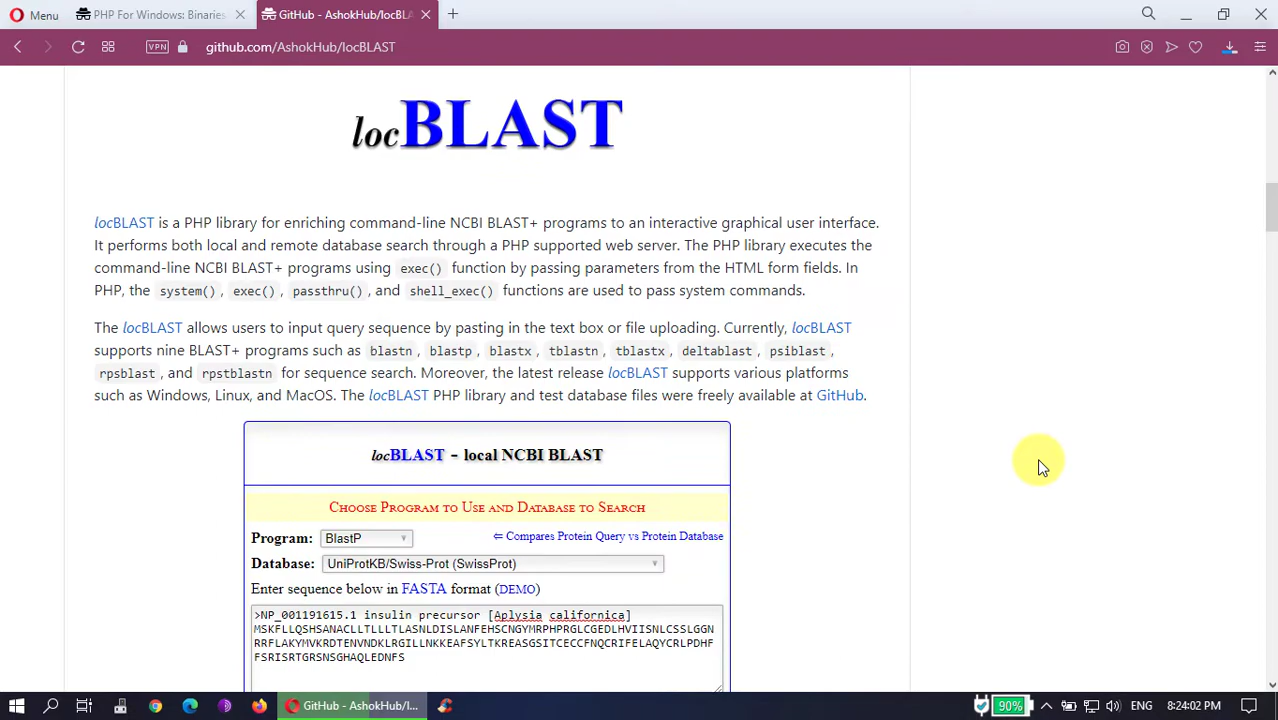 Menu
PHP For Windows: Binaries
GitHub - AshokHub/locBL
VPN
github.com/AshokHub/locBLAST
locBLAST
locBLAST is a PHP library for enriching command-line NCBI BLAST+ programs to an interactive graphical user interface.
It performs both local and remote database search through a PHP supported web server. The PHP library executes the
command-line NCBI BLAST+ programs using exec() function by passing parameters from the HTML form fields. In
PHP, the system(), exec(), passthru(), and shell_exec() functions are used to pass system commands.
The locBLAST allows users to input query sequence by pasting in the text box or file uploading. Currently, locBLAST
supports nine BLAST+ programs such as blastn, blastp, blastx, tblastn, tblastx, deltablast, psiblast,
rpsblast, and rpstblastn for sequence search. Moreover, the latest release locBLAST supports various platforms
such as Windows, Linux, and MacOS. The locBLAST PHP library and test database files were freely available at GitHub.
locBLAST - local NCBI BLAST
Choose Program to Use and Database to Search
Program: BlastP ⇐ Compares Protein Query vs Protein Database
Database: UniProtKB/Swiss-Prot (SwissProt)
Enter sequence below in FASTA format (DEMO)
>NP_001191615.1 insulin precursor [Aplysia californica]
MSKFLLQSHSANACLLTLLLTLASNLDISLANFEHSCNGYMRPHPRGLCGEDLHVIISNLCSSLGGN
RRFLAKYMVKRDTENVNDKLRGILLNKKEAFSYLTKREASGSITCECCFNQCRIFELAQYCRLPDHF
FSRISRTGRSNSGHAQLEDNFS
GitHub - AshokHub/l...
90%
ENG
8:24:02 PM